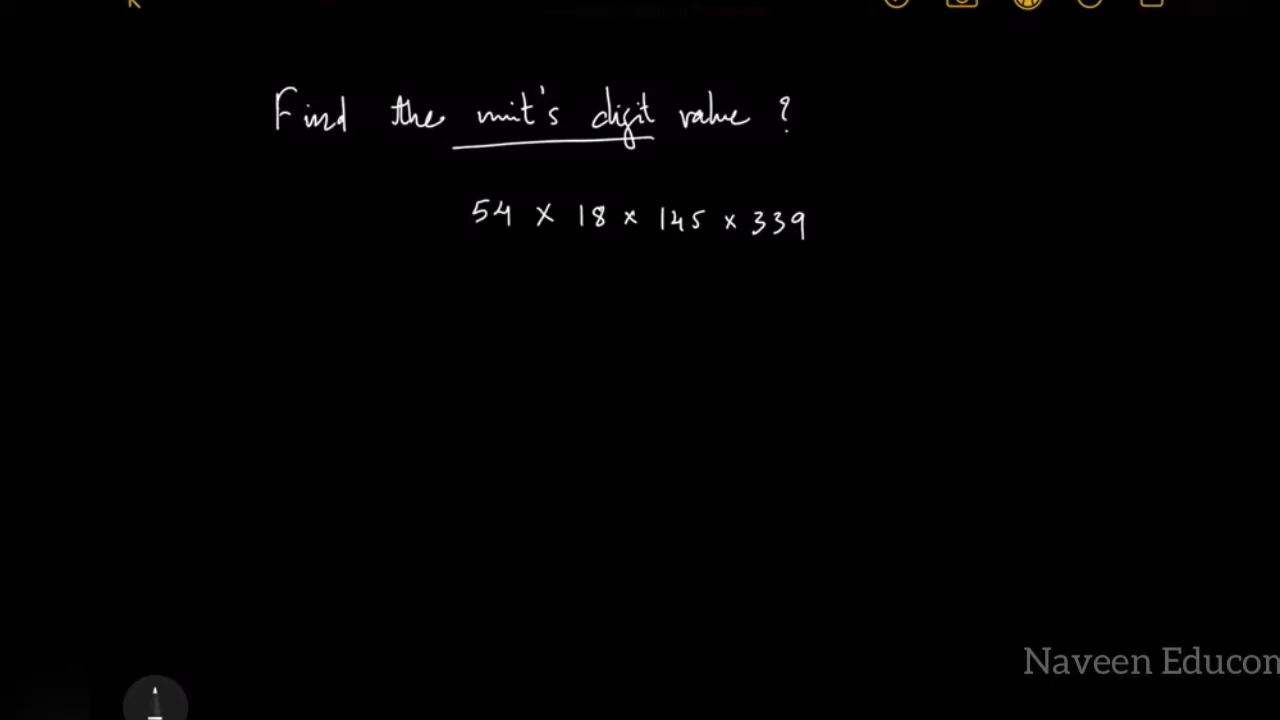 Find the unit's digit value ?
54 × 18 × 145 × 339
Naveen Educon